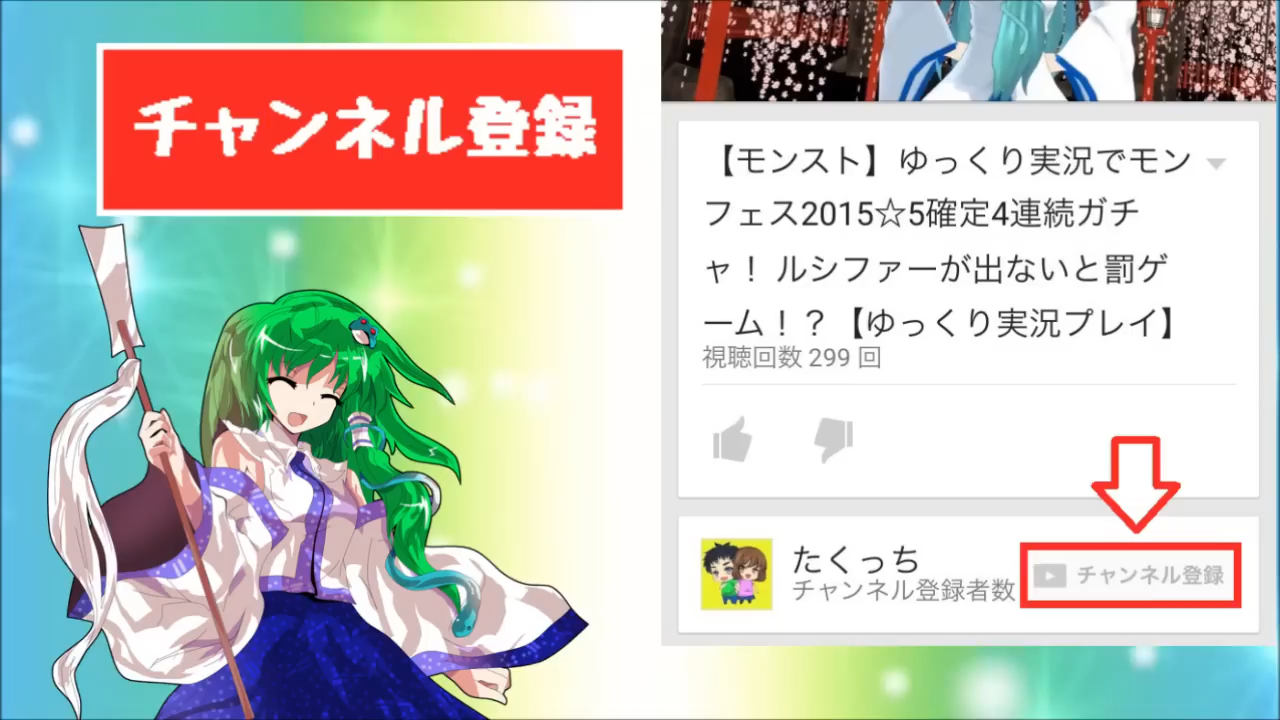 チャンネル登録
【モンスト】ゆっくり実況でモン
フェス2015☆5確定4連続ガチ
ャ！ ルシファーが出ないと罰ゲ
ーム！？【ゆっくり実況プレイ】
視聴回数 299 回
たくっち
チャンネル登録者数
チャンネル登録